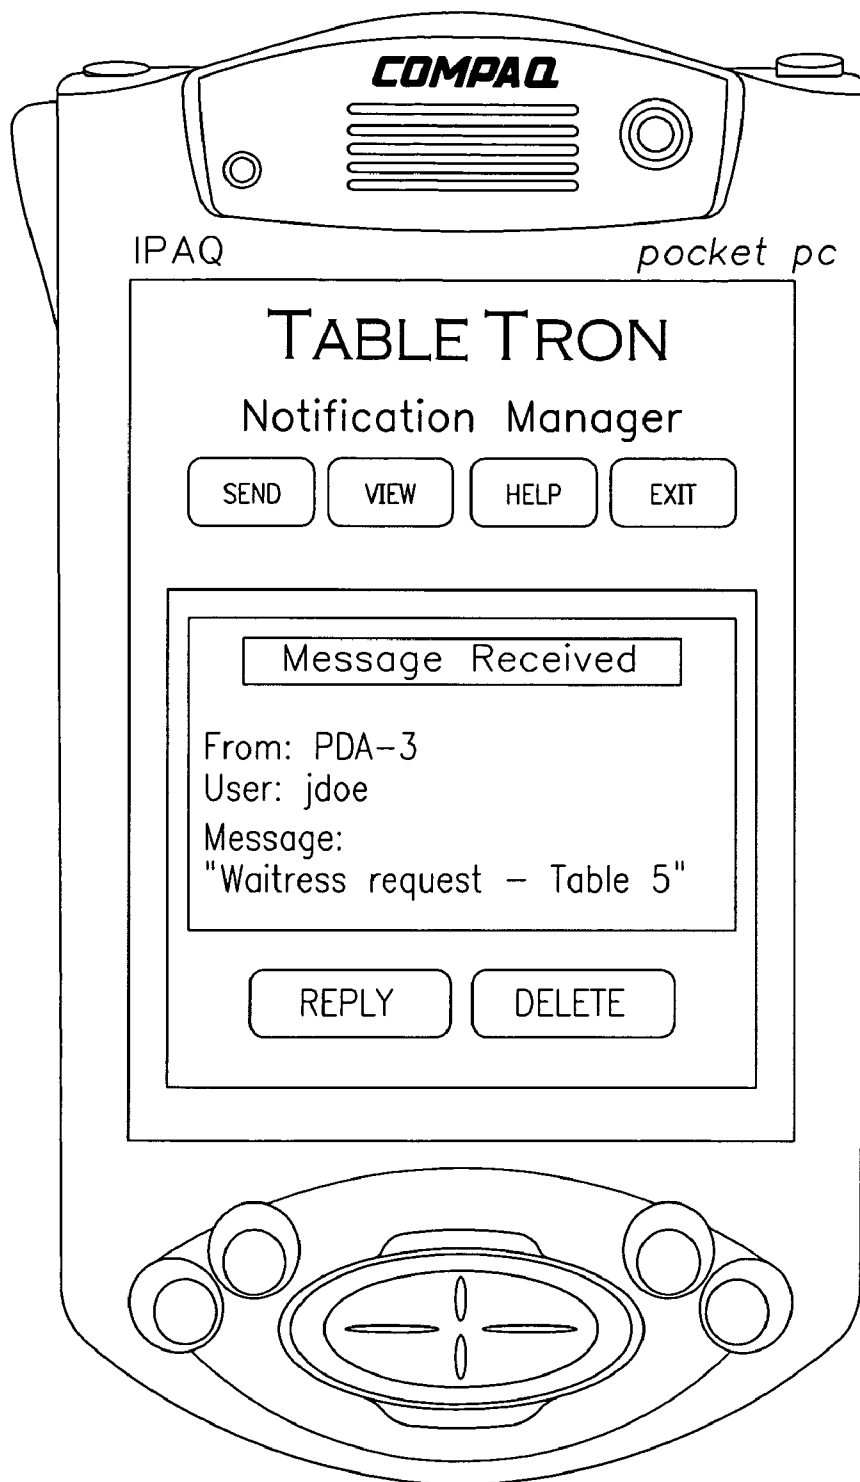 COMPAQ
IPAQ pocket pc
TABLE TRON
Notification Manager
SEND VIEW HELP EXIT
Message Received
From: PDA-3
User: jdoe
Message:
"Waitress request - Table 5"
REPLY DELETE